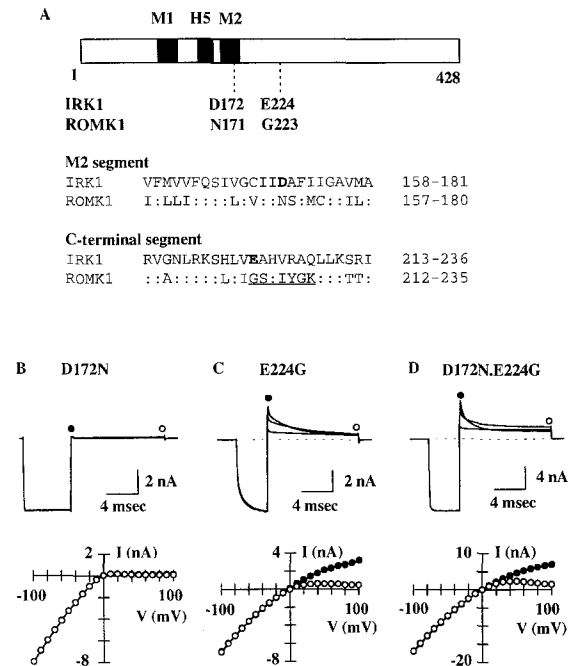 A
M1 H5 M2
1 428
IRK1 D172 E224
ROMK1 N171 G223
M2 segment
IRK1 VFMVVFQSIVGCIIDAFIIGAVMA 158-181
ROMK1 I:LLI::::L:V::NS:MC::IL: 157-180
C-terminal segment
IRK1 RVGNLRKSHLVEAHVRAQLLKSRI 213-236
ROMK1 ::A:::::L:IGS:IYGK:::TT: 212-235
B D172N
C E224G
D D172N.E224G
2 nA
4 msec
2 nA
4 msec
4 nA
4 msec
2 I (nA)
-100 100
V (mV)
-8
4 I (nA)
-100 100
V (mV)
-8
10 I (nA)
-100 100
V (mV)
-20